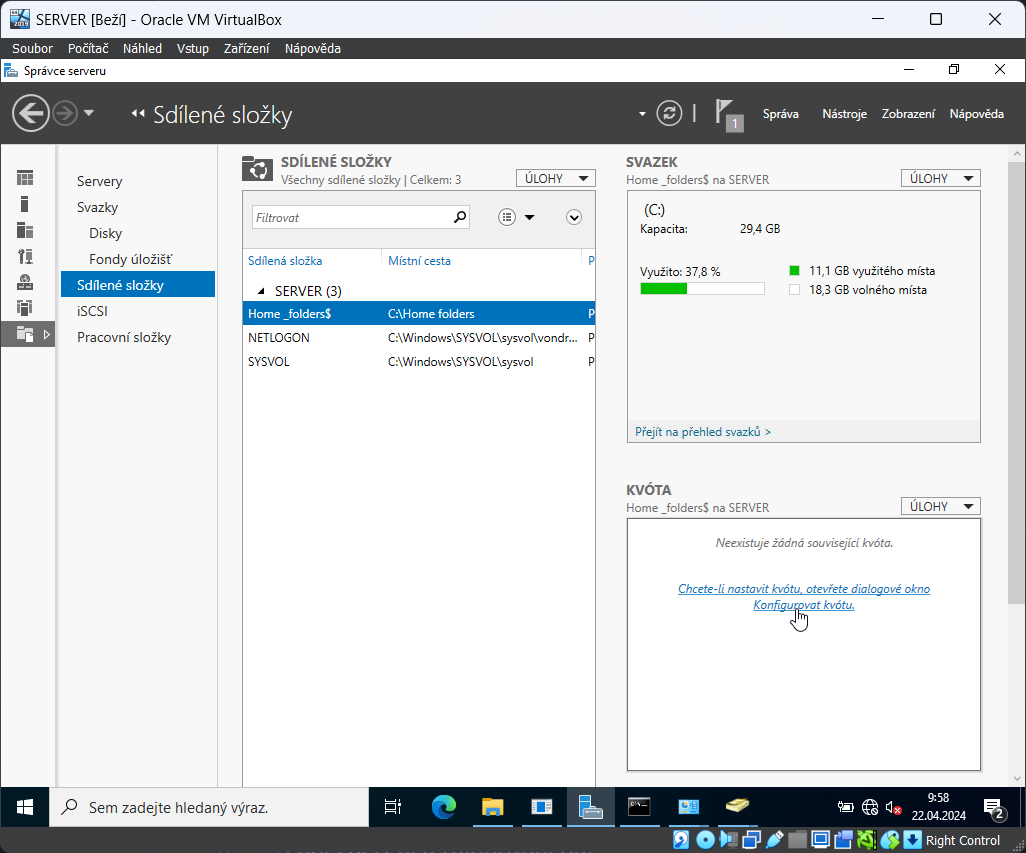 SERVER [Beží] - Oracle VM VirtualBox
Soubor Počítač Náhled Vstup Zařízení Nápověda
Správce serveru
Sdílené složky
1
Správa Nástroje Zobrazení Nápověda
Servery
Svazky
Disky
Fondy úložišť
Sdílené složky
iSCSI
Pracovní složky
SDÍLENÉ SLOŽKY
Všechny sdílené složky | Celkem: 3
ÚLOHY
Filtrovat
Sdílená složka Místní cesta P
SERVER (3)
Home _folders$ C:\Home folders P
NETLOGON C:\Windows\SYSVOL\sysvol\vondr... P
SYSVOL C:\Windows\SYSVOL\sysvol P
SVAZEK
Home _folders$ na SERVER
ÚLOHY
(C:)
Kapacita: 29,4 GB
Využito: 37,8 %
11,1 GB využitého místa
18,3 GB volného místa
Přejít na přehled svazků >
KVÓTA
Home _folders$ na SERVER
ÚLOHY
Neexistuje žádná související kvóta.
Chcete-li nastavit kvótu, otevřete dialogové okno
Konfigurovat kvótu.
Sem zadejte hledaný výraz.
9:58
22.04.2024
2
Right Control